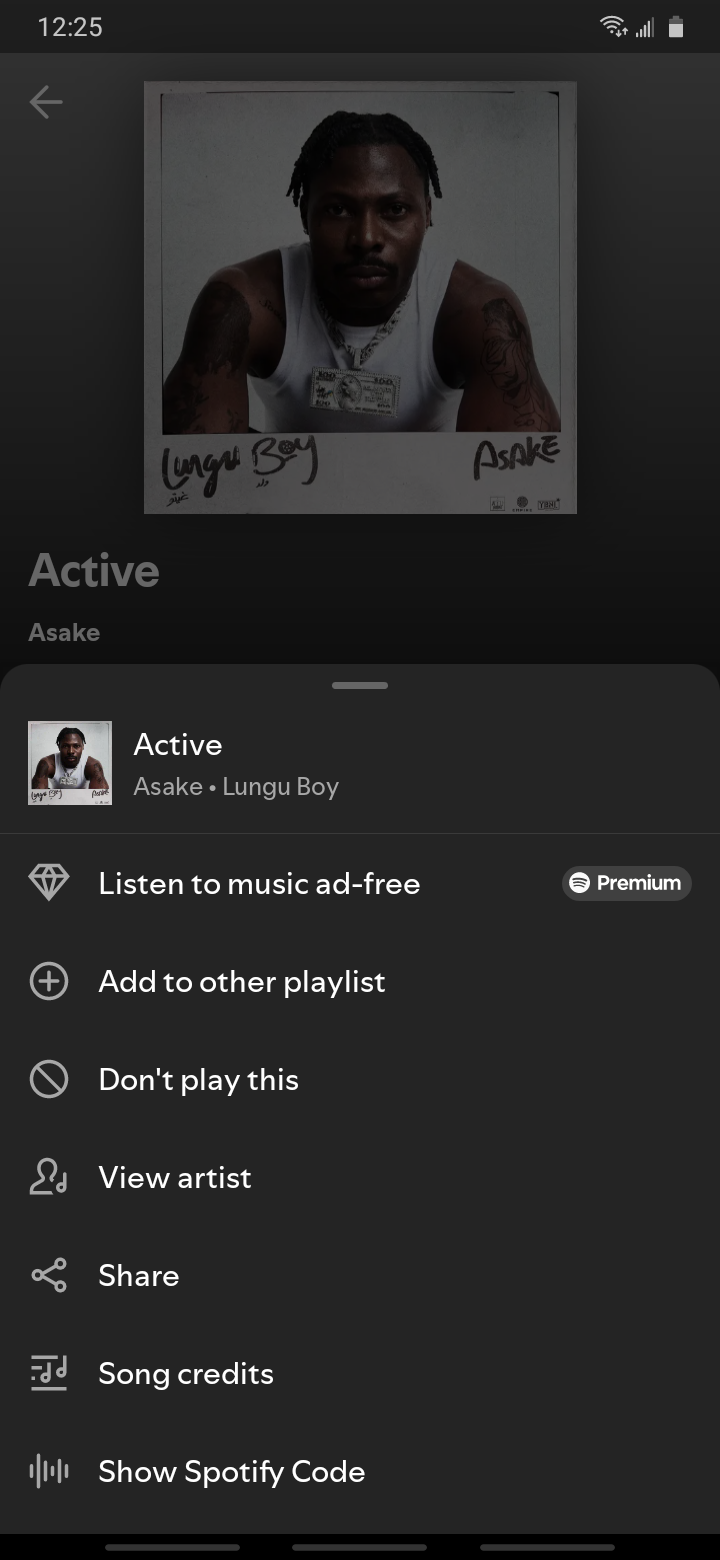 12:25
Lungu Boy
ASAKE
Active
Asake
Active
Asake • Lungu Boy
Listen to music ad-free
Premium
Add to other playlist
Don't play this
View artist
Share
Song credits
Show Spotify Code